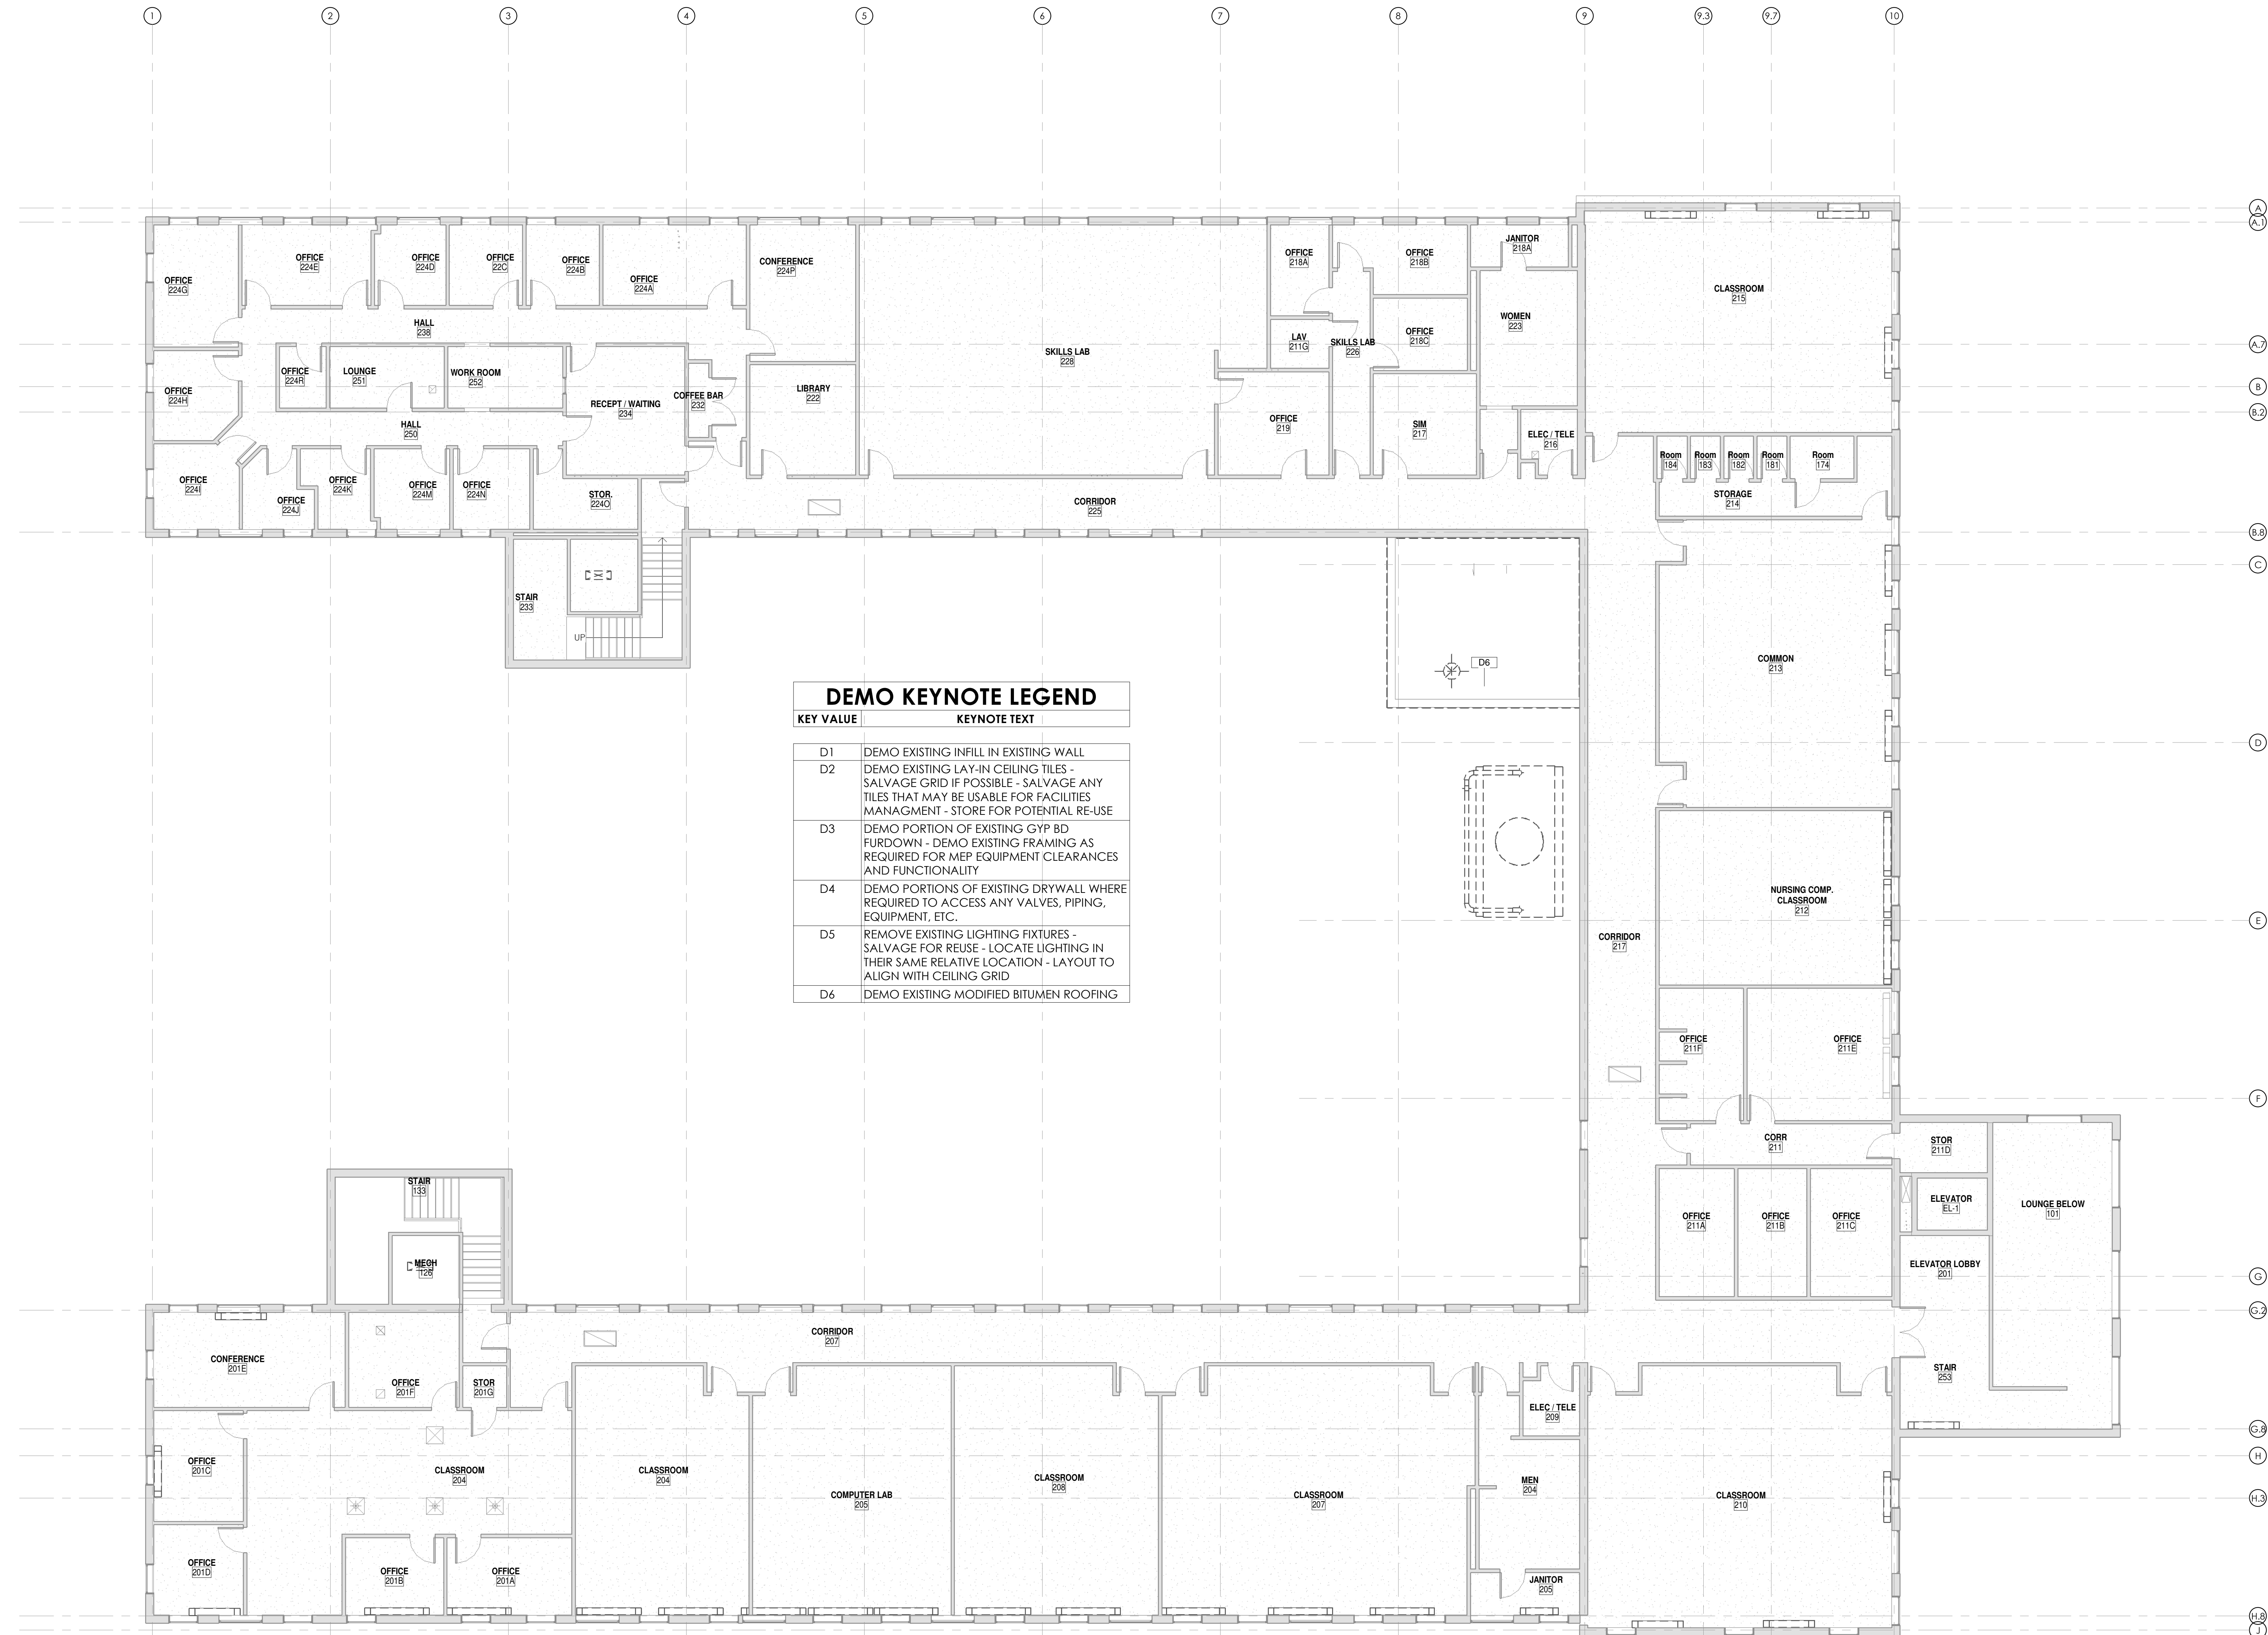 1 2 3 4 5 6 7 8 9 9.3 9.7 10
A
A.1
A.7
B
B.2
B.8
C
D
E
F
G
G.2
G.8
H
H.3
H.8
J
OFFICE
224G
OFFICE
224E
OFFICE
224D
OFFICE
22C
OFFICE
224B
OFFICE
224A
CONFERENCE
224P
HALL
238
OFFICE
224H
OFFICE
224R
LOUNGE
251
WORK ROOM
252
RECEPT / WAITING
234
COFFEE BAR
232
LIBRARY
222
HALL
250
OFFICE
224I
OFFICE
224J
OFFICE
224K
OFFICE
224M
OFFICE
224N
STOR.
224O
STAIR
233
UP
SKILLS LAB
228
OFFICE
218A
OFFICE
218B
JANITOR
218A
LAV
211G
SKILLS LAB
226
OFFICE
218C
WOMEN
223
OFFICE
219
SIM
217
ELEC / TELE
216
CORRIDOR
225
CLASSROOM
215
Room
184
Room
183
Room
182
Room
181
Room
174
STORAGE
214
COMMON
213
D6
NURSING COMP.
CLASSROOM
212
CORRIDOR
217
OFFICE
211F
OFFICE
211E
CORR
211
STOR
211D
OFFICE
211A
OFFICE
211B
OFFICE
211C
ELEVATOR
EL-1
LOUNGE BELOW
101
ELEVATOR LOBBY
201
STAIR
253
DEMO KEYNOTE LEGEND
KEY VALUE KEYNOTE TEXT
D1 DEMO EXISTING INFILL IN EXISTING WALL
D2 DEMO EXISTING LAY-IN CEILING TILES -
SALVAGE GRID IF POSSIBLE - SALVAGE ANY
TILES THAT MAY BE USABLE FOR FACILITIES
MANAGMENT - STORE FOR POTENTIAL RE-USE
D3 DEMO PORTION OF EXISTING GYP BD
FURDOWN - DEMO EXISTING FRAMING AS
REQUIRED FOR MEP EQUIPMENT CLEARANCES
AND FUNCTIONALITY
D4 DEMO PORTIONS OF EXISTING DRYWALL WHERE
REQUIRED TO ACCESS ANY VALVES, PIPING,
EQUIPMENT, ETC.
D5 REMOVE EXISTING LIGHTING FIXTURES -
SALVAGE FOR REUSE - LOCATE LIGHTING IN
THEIR SAME RELATIVE LOCATION - LAYOUT TO
ALIGN WITH CEILING GRID
D6 DEMO EXISTING MODIFIED BITUMEN ROOFING
STAIR
133
MECH
126
CORRIDOR
207
CONFERENCE
201E
OFFICE
201F
STOR
201G
OFFICE
201C
CLASSROOM
204
OFFICE
201D
OFFICE
201B
OFFICE
201A
CLASSROOM
204
COMPUTER LAB
205
CLASSROOM
208
CLASSROOM
207
ELEC / TELE
209
MEN
204
JANITOR
205
CLASSROOM
210